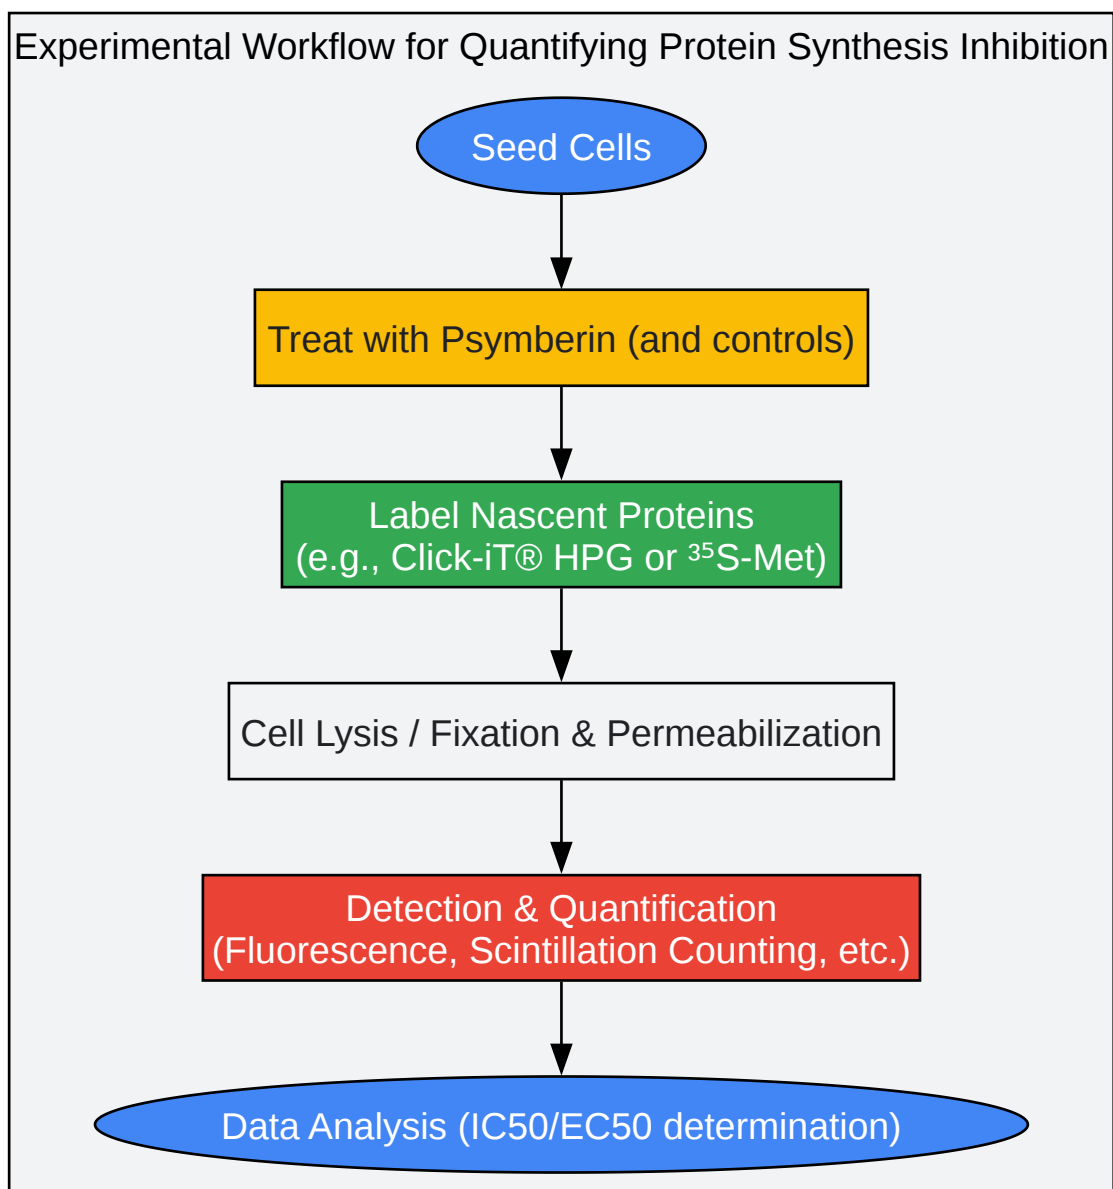 Experimental Workflow for Quantifying Protein Synthesis Inhibition
Seed Cells
Treat with Psymberin (and controls)
Label Nascent Proteins
(e.g., Click-iT® HPG or ³⁵S-Met)
Cell Lysis / Fixation & Permeabilization
Detection & Quantification
(Fluorescence, Scintillation Counting, etc.)
Data Analysis (IC50/EC50 determination)